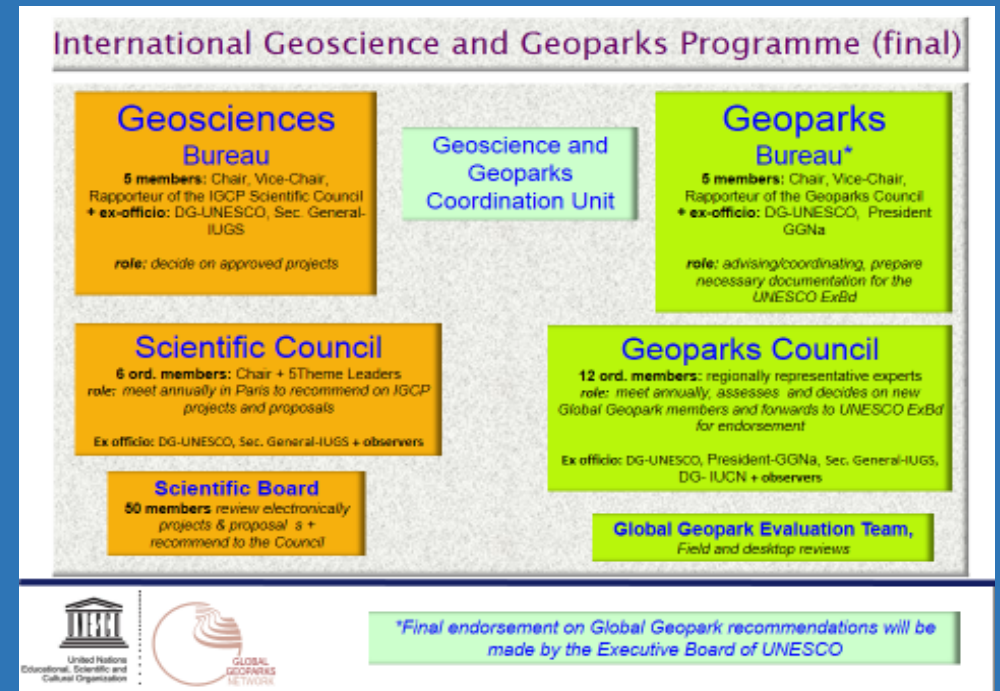 International Geoscience and Geoparks Programme (final)
Geosciences
Bureau
5 members: Chair, Vice-Chair,
Rapporteur of the IGCP Scientific Council
+ ex-officio: DG-UNESCO, Sec. General-
IUGS
role: decide on approved projects
Geoscience and
Geoparks
Coordination Unit
Geoparks
Bureau*
5 members: Chair, Vice-Chair,
Rapporteur of the Geoparks Council
+ ex-officio: DG-UNESCO, President
GGNa
role: advising/coordinating, prepare
necessary documentation for the
UNESCO ExBd
Scientific Council
6 ord. members: Chair + 5Theme Leaders
role: meet annually in Paris to recommend on IGCP
projects and proposals
Ex officio: DG-UNESCO, Sec. General-IUGS + observers
Geoparks Council
12 ord. members: regionally representative experts
role: meet annually, assesses and decides on new
Global Geopark members and forwards to UNESCO ExBd
for endorsement
Ex officio: DG-UNESCO, President-GGNa, Sec. General-IUGS,
DG- IUCN + observers
Scientific Board
50 members review electronically
projects & proposal s +
recommend to the Council
Global Geopark Evaluation Team,
Field and desktop reviews
UNESCO
United Nations
Educational, Scientific and
Cultural Organization
GLOBAL
GEOPARKS
NETWORK
*Final endorsement on Global Geopark recommendations will be
made by the Executive Board of UNESCO